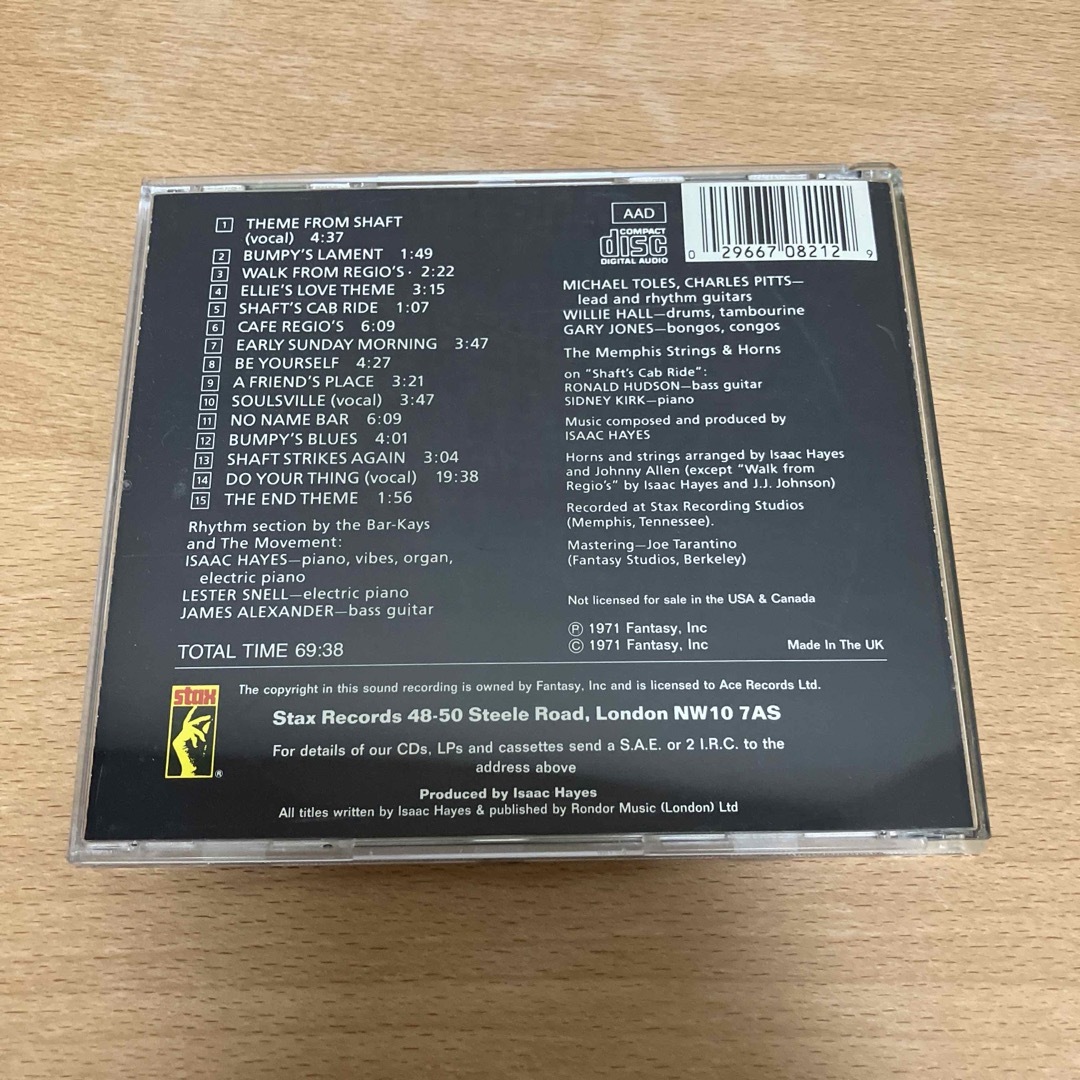 1 THEME FROM SHAFT
(vocal) 4:37
2 BUMPY'S LAMENT 1:49
3 WALK FROM REGIO'S · 2:22
4 ELLIE'S LOVE THEME 3:15
5 SHAFT'S CAB RIDE 1:07
6 CAFE REGIO'S 6:09
7 EARLY SUNDAY MORNING 3:47
8 BE YOURSELF 4:27
9 A FRIEND'S PLACE 3:21
10 SOULSVILLE (vocal) 3:47
11 NO NAME BAR 6:09
12 BUMPY'S BLUES 4:01
13 SHAFT STRIKES AGAIN 3:04
14 DO YOUR THING (vocal) 19:38
15 THE END THEME 1:56
Rhythm section by the Bar-Kays
and The Movement:
ISAAC HAYES—piano, vibes, organ,
electric piano
LESTER SNELL—electric piano
JAMES ALEXANDER—bass guitar
TOTAL TIME 69:38
AAD
COMPACT
disc
DIGITAL AUDIO
0 29667 08212 9
MICHAEL TOLES, CHARLES PITTS—
lead and rhythm guitars
WILLIE HALL—drums, tambourine
GARY JONES—bongos, congos
The Memphis Strings & Horns
on "Shaft's Cab Ride":
RONALD HUDSON—bass guitar
SIDNEY KIRK—piano
Music composed and produced by
ISAAC HAYES
Horns and strings arranged by Isaac Hayes
and Johnny Allen (except "Walk from
Regio's" by Isaac Hayes and J.J. Johnson)
Recorded at Stax Recording Studios
(Memphis, Tennessee).
Mastering—Joe Tarantino
(Fantasy Studios, Berkeley)
Not licensed for sale in the USA & Canada
℗ 1971 Fantasy, Inc
© 1971 Fantasy, Inc
Made In The UK
stax
®
The copyright in this sound recording is owned by Fantasy, Inc and is licensed to Ace Records Ltd.
Stax Records 48-50 Steele Road, London NW10 7AS
For details of our CDs, LPs and cassettes send a S.A.E. or 2 I.R.C. to the
address above
Produced by Isaac Hayes
All titles written by Isaac Hayes & published by Rondor Music (London) Ltd